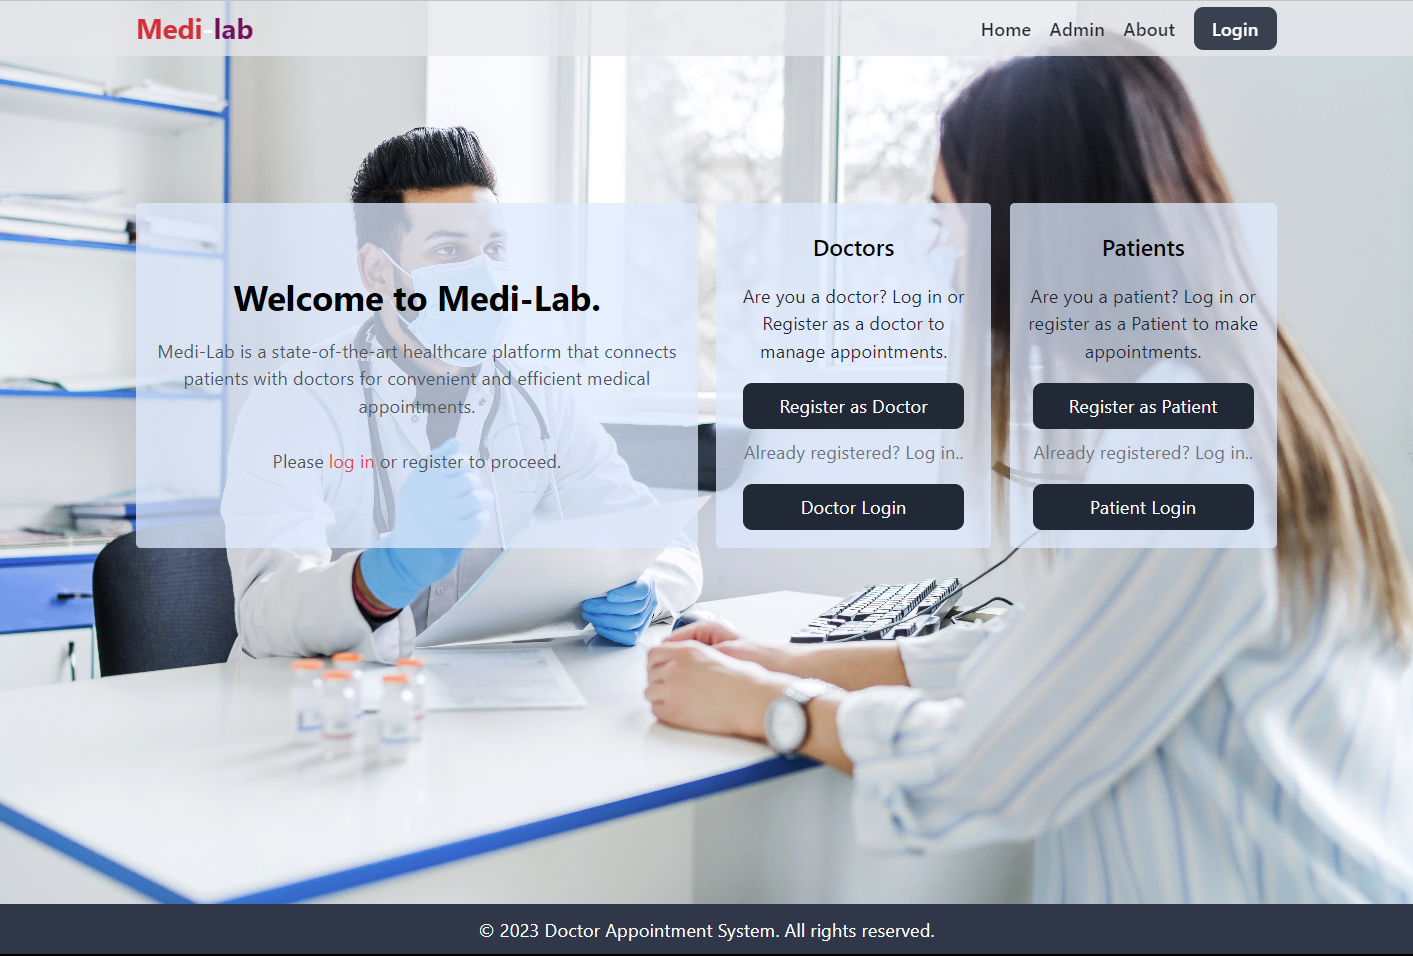 Medi-lab
Home Admin About Login
Welcome to Medi-Lab.
Medi-Lab is a state-of-the-art healthcare platform that connects
patients with doctors for convenient and efficient medical
appointments.
Please log in or register to proceed.
Doctors
Are you a doctor? Log in or
Register as a doctor to
manage appointments.
Register as Doctor
Already registered? Log in..
Doctor Login
Patients
Are you a patient? Log in or
register as a Patient to make
appointments.
Register as Patient
Already registered? Log in..
Patient Login
© 2023 Doctor Appointment System. All rights reserved.